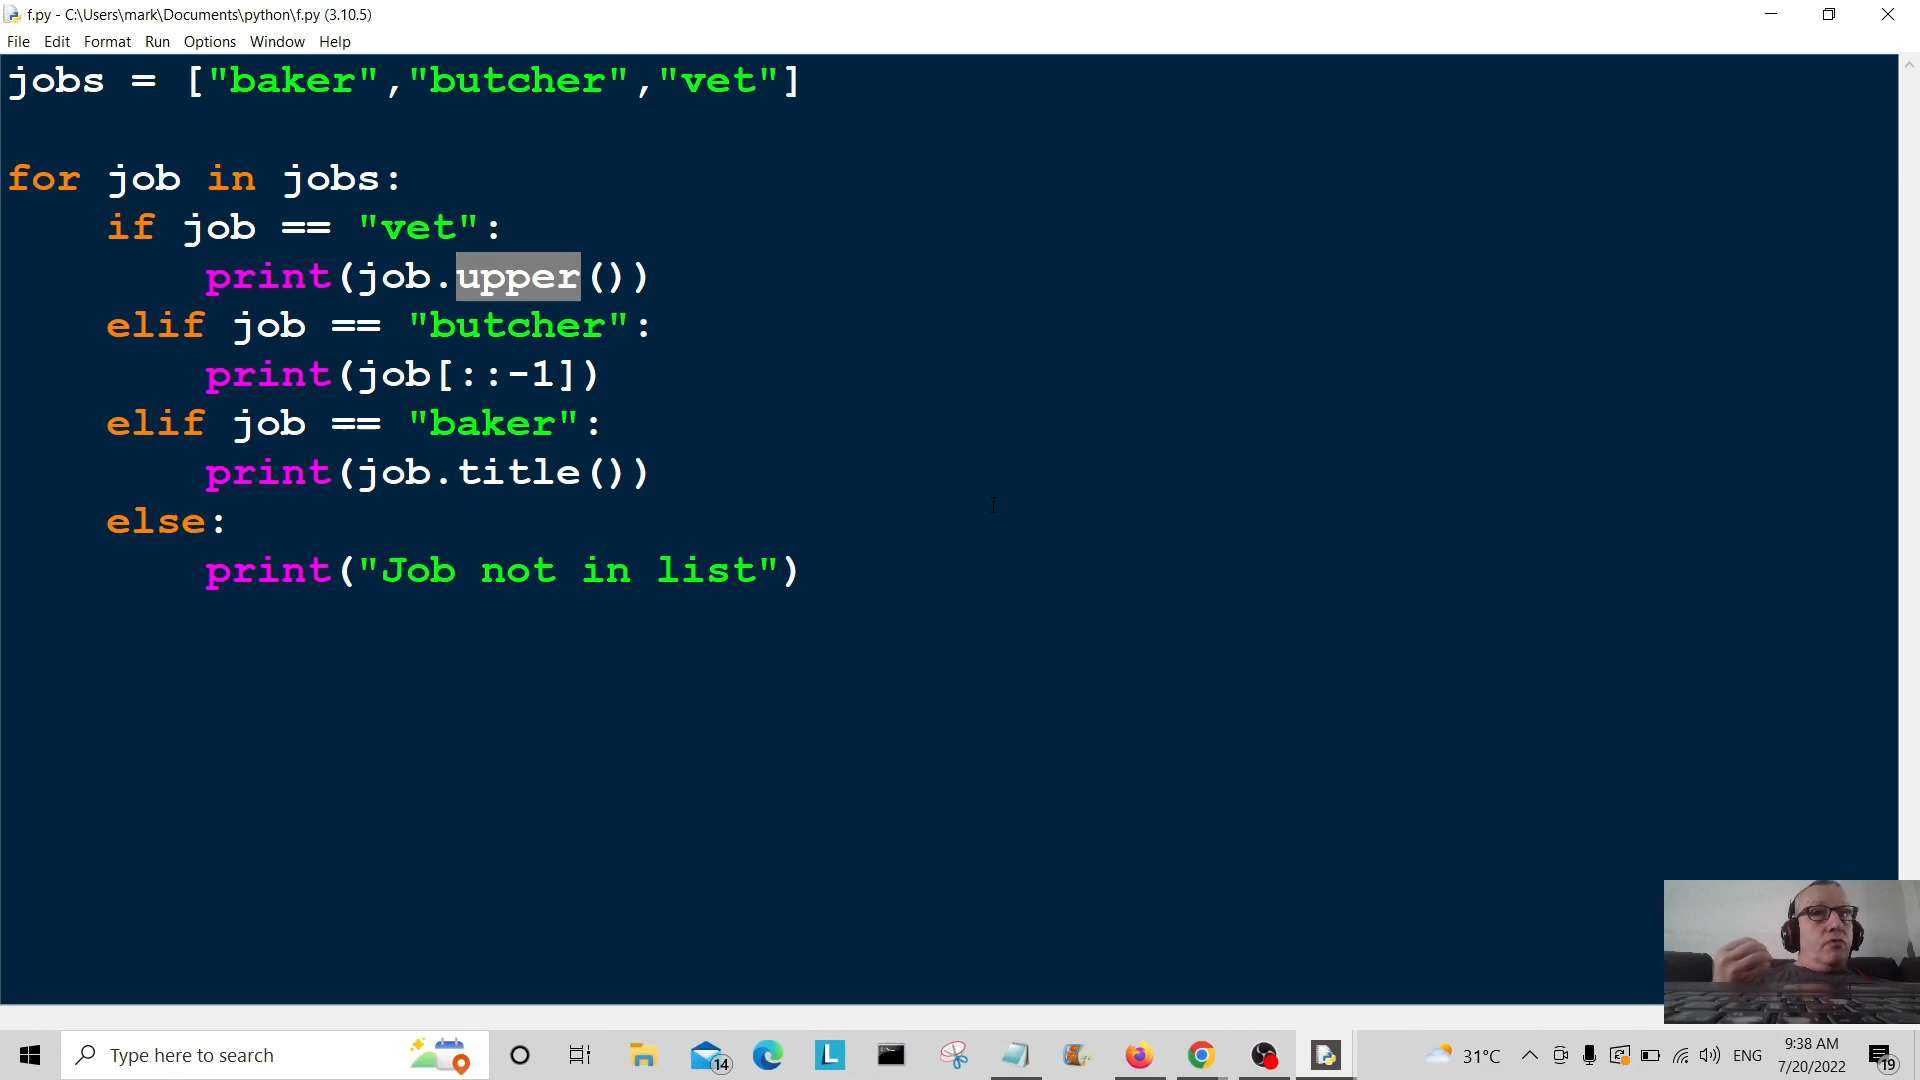 f.py - C:\Users\mark\Documents\python\f.py (3.10.5)
File Edit Format Run Options Window Help
jobs = ["baker","butcher","vet"]
for job in jobs:
    if job == "vet":
        print(job.upper())
    elif job == "butcher":
        print(job[::-1])
    elif job == "baker":
        print(job.title())
    else:
        print("Job not in list")
Type here to search
14
L
31°C
ENG
9:38 AM
7/20/2022
19